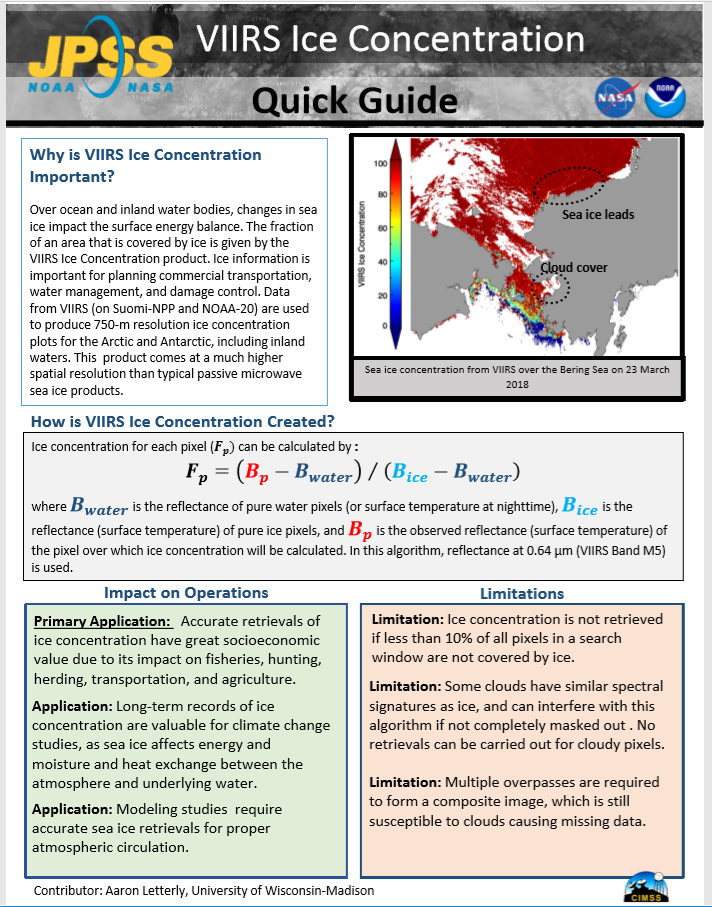 JPSS
NOAA NASA
VIIRS Ice Concentration
Quick Guide
NASA
NOAA
Why is VIIRS Ice Concentration
Important?
Over ocean and inland water bodies, changes in sea
ice impact the surface energy balance. The fraction
of an area that is covered by ice is given by the
VIIRS Ice Concentration product. Ice information is
important for planning commercial transportation,
water management, and damage control. Data
from VIIRS (on Suomi-NPP and NOAA-20) are used
to produce 750-m resolution ice concentration
plots for the Arctic and Antarctic, including inland
waters. This product comes at a much higher
spatial resolution than typical passive microwave
sea ice products.
VIIRS Ice Concentration
100
80
60
40
20
0
Sea ice leads
Cloud cover
Sea ice concentration from VIIRS over the Bering Sea on 23 March
2018
How is VIIRS Ice Concentration Created?
Ice concentration for each pixel (Fp) can be calculated by :
Fp = (Bp − Bwater) / (Bice − Bwater)
where Bwater is the reflectance of pure water pixels (or surface temperature at nighttime), Bice is the
reflectance (surface temperature) of pure ice pixels, and Bp is the observed reflectance (surface temperature) of
the pixel over which ice concentration will be calculated. In this algorithm, reflectance at 0.64 µm (VIIRS Band M5)
is used.
Impact on Operations
Primary Application: Accurate retrievals of
ice concentration have great socioeconomic
value due to its impact on fisheries, hunting,
herding, transportation, and agriculture.
Application: Long-term records of ice
concentration are valuable for climate change
studies, as sea ice affects energy and
moisture and heat exchange between the
atmosphere and underlying water.
Application: Modeling studies require
accurate sea ice retrievals for proper
atmospheric circulation.
Limitations
Limitation: Ice concentration is not retrieved
if less than 10% of all pixels in a search
window are not covered by ice.
Limitation: Some clouds have similar spectral
signatures as ice, and can interfere with this
algorithm if not completely masked out . No
retrievals can be carried out for cloudy pixels.
Limitation: Multiple overpasses are required
to form a composite image, which is still
susceptible to clouds causing missing data.
Contributor: Aaron Letterly, University of Wisconsin-Madison
CIMSS